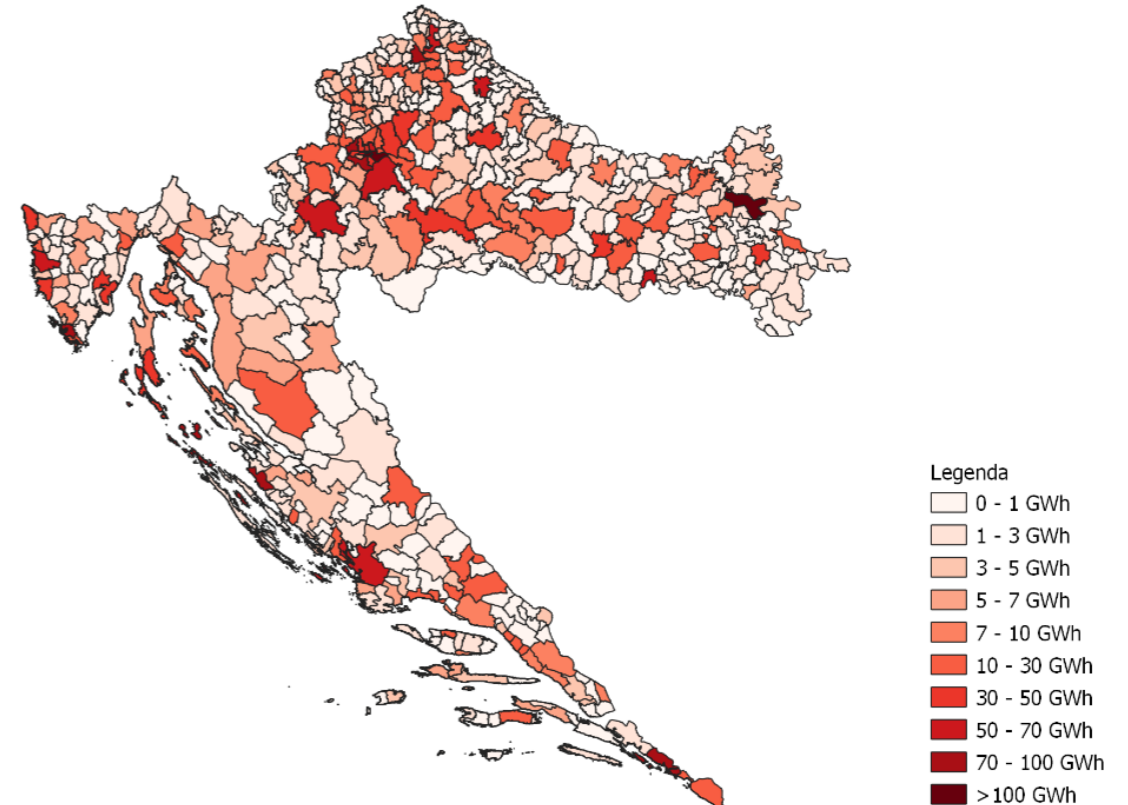 Legenda
0 - 1 GWh
1 - 3 GWh
3 - 5 GWh
5 - 7 GWh
7 - 10 GWh
10 - 30 GWh
30 - 50 GWh
50 - 70 GWh
70 - 100 GWh
>100 GWh